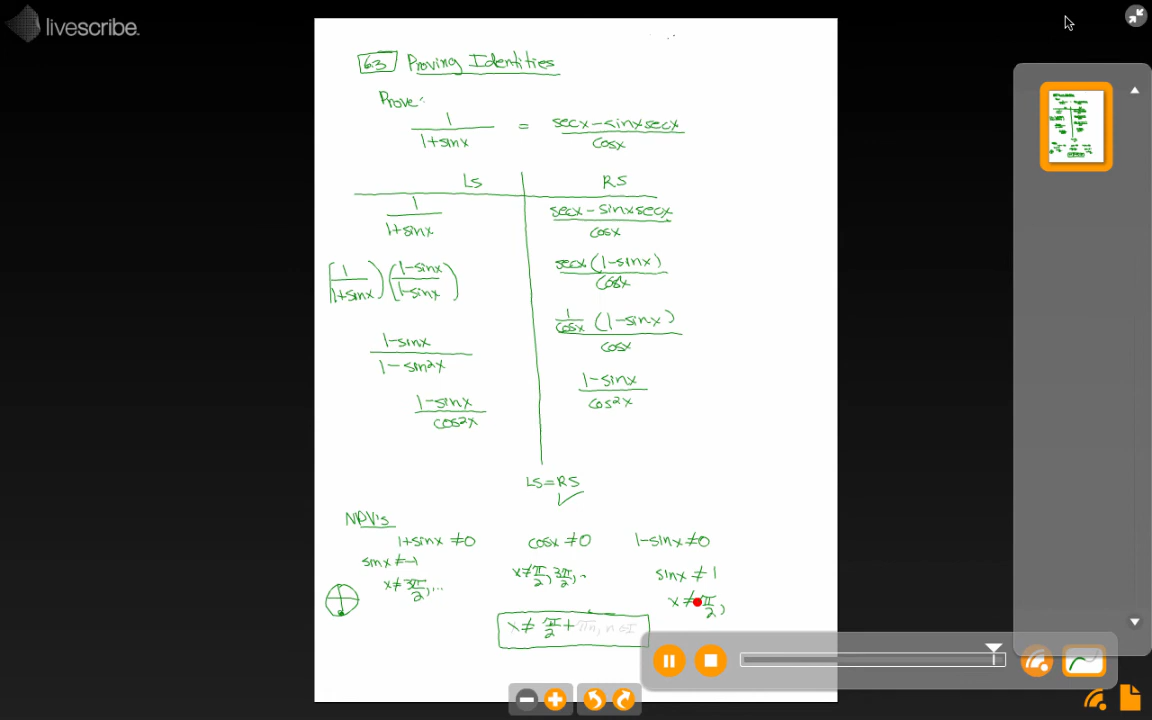 livescribe.
6.3 Proving Identities
Prove:
1/(1+sinx) = (secx-sinxsecx)/cosx
LS RS
1/(1+sinx) (secx-sinxsecx)/cosx
(1/(1+sinx))((1-sinx)/(1-sinx)) secx(1-sinx)/cosx
(1-sinx)/(1-sin²x) 1/cosx (1-sinx)/cosx
(1-sinx)/cos²x (1-sinx)/cos²x
LS=RS ✓
NPV's
1+sinx ≠0 cosx ≠0 1-sinx ≠0
sinx ≠-1 x≠π/2, 3π/2, .. sinx ≠ 1
x≠3π/2, ... x≠π/2,
x≠ π/2 + πn, n∈I